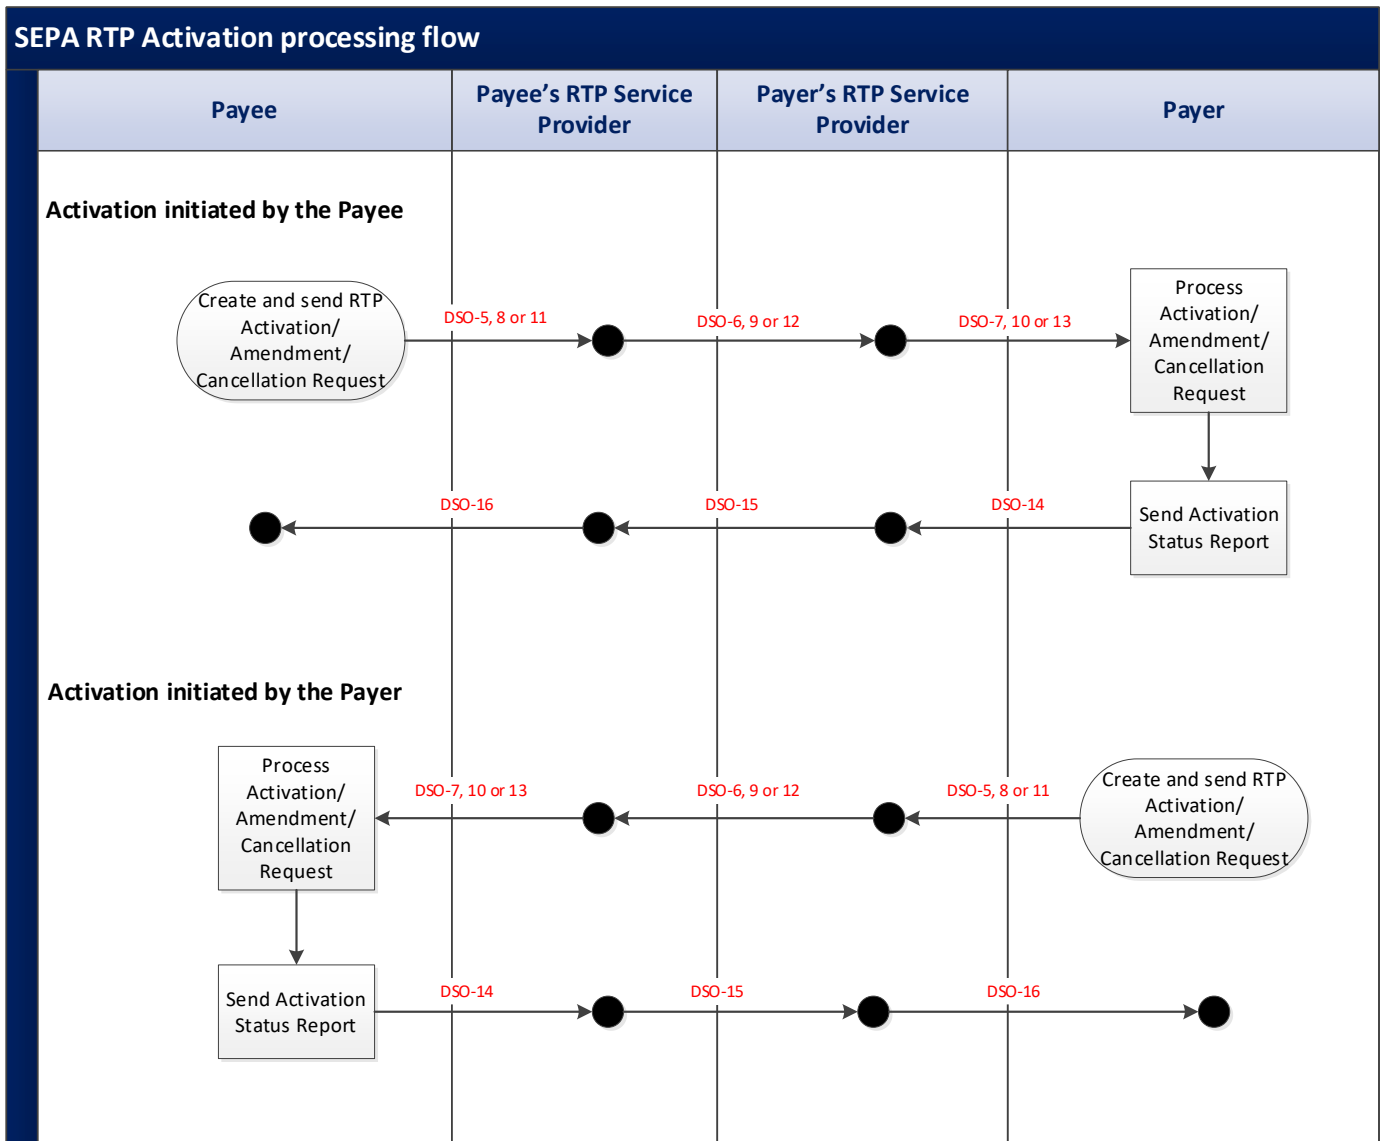 SEPA RTP Activation processing flow
Payee
Payee’s RTP Service
Provider
Payer’s RTP Service
Provider
Payer
Activation initiated by the Payee
Create and send RTP
Activation/
Amendment/
Cancellation Request
DSO-5, 8 or 11
DSO-6, 9 or 12
DSO-7, 10 or 13
Process
Activation/
Amendment/
Cancellation
Request
DSO-16
DSO-15
DSO-14
Send Activation
Status Report
Activation initiated by the Payer
Process
Activation/
Amendment/
Cancellation
Request
DSO-7, 10 or 13
DSO-6, 9 or 12
DSO-5, 8 or 11
Create and send RTP
Activation/
Amendment/
Cancellation Request
Send Activation
Status Report
DSO-14
DSO-15
DSO-16